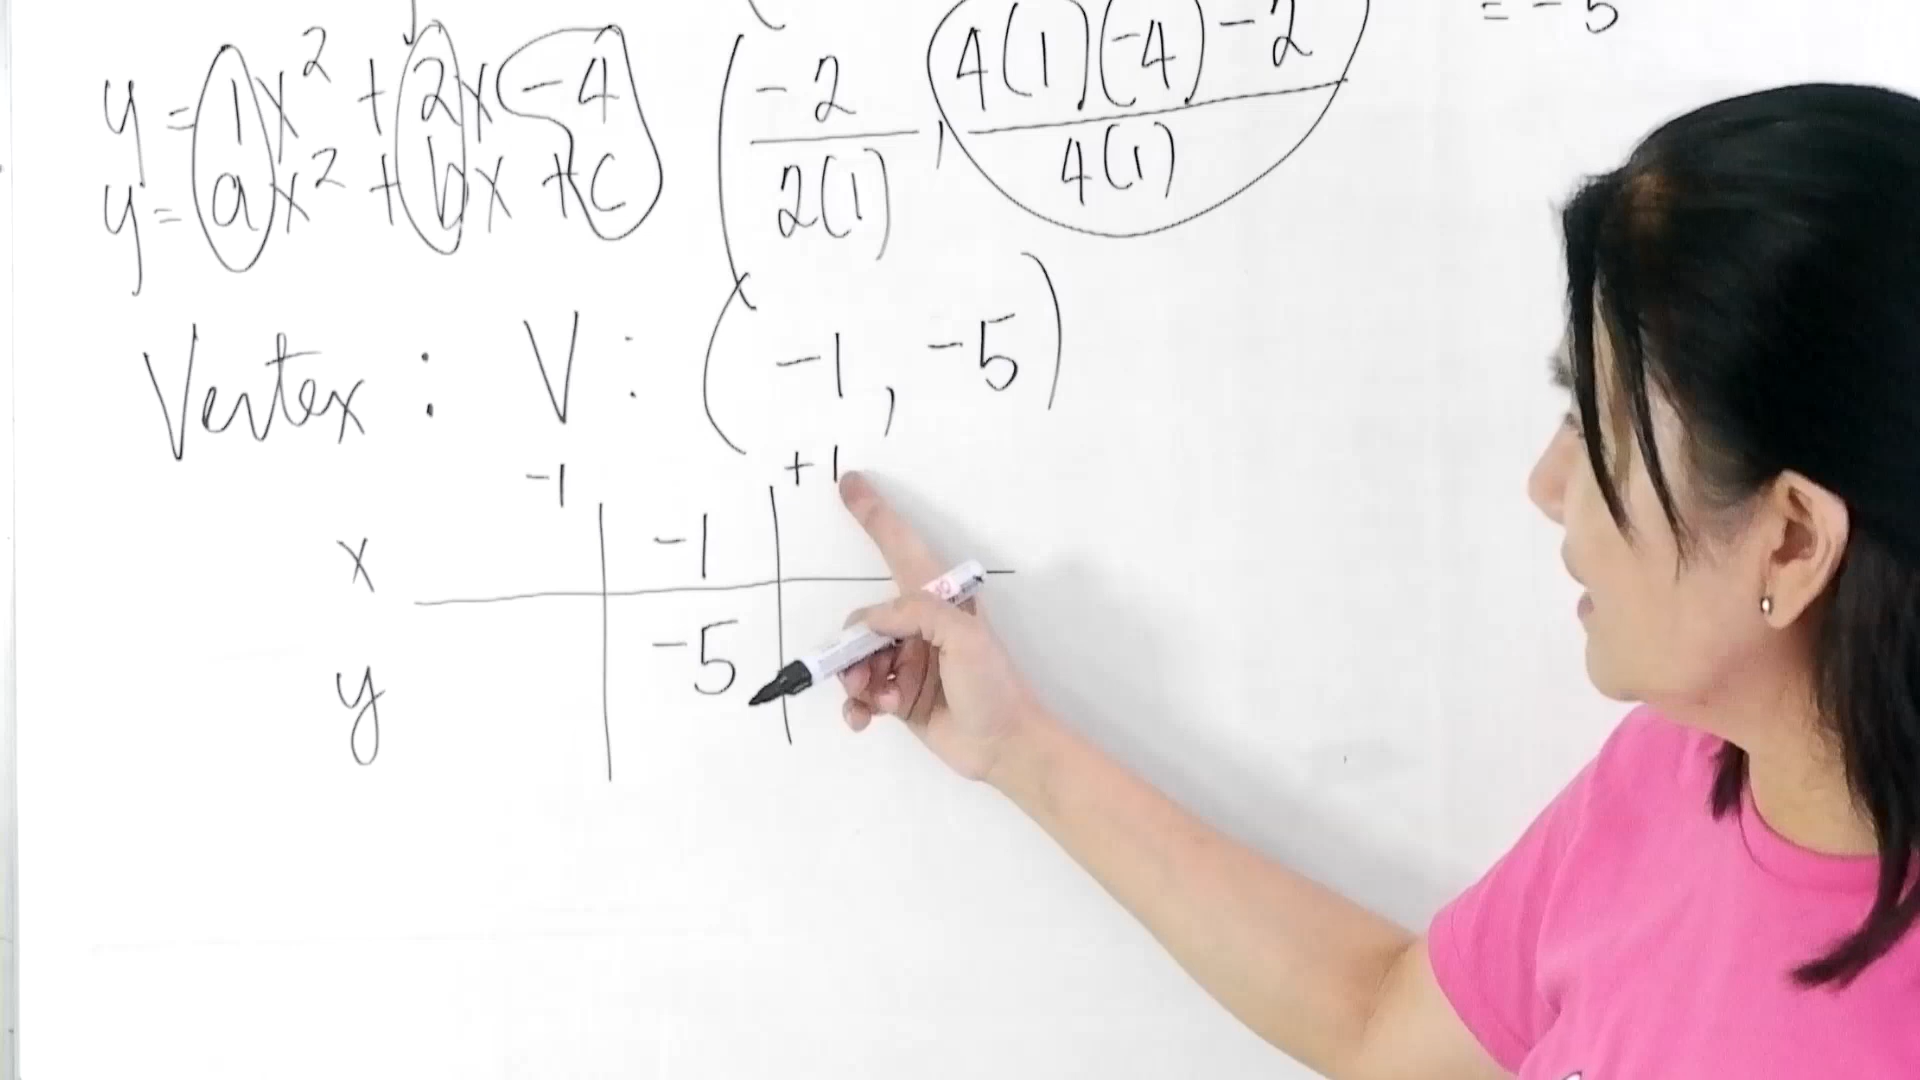 = -5
y = 1x² + 2x - 4
y = ax² + bx + c
( -2 / 2(1) , 4(1)(-4) - 2 / 4(1)
Vertex : V : ( -1 , -5 )
-1 +1
x -1
y -5